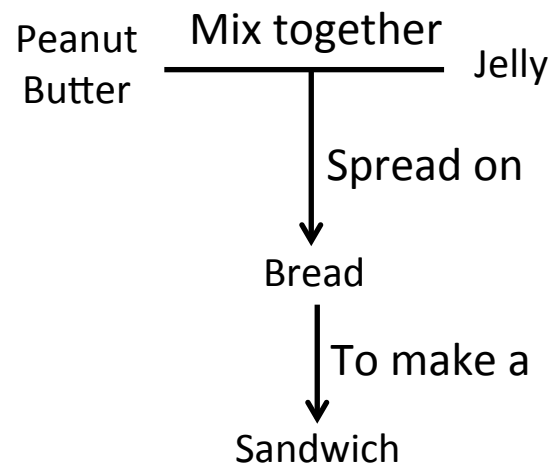 Peanut
Butter
Mix together
Jelly
Spread on
Bread
To make a
Sandwich